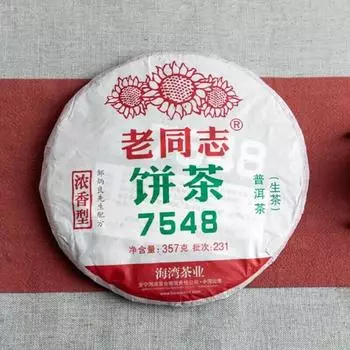 老同志®
饼茶
7548
普洱茶
（生茶）
浓香型
邹炳良先生配方
净含量: 357克 批次: 231
海湾茶业